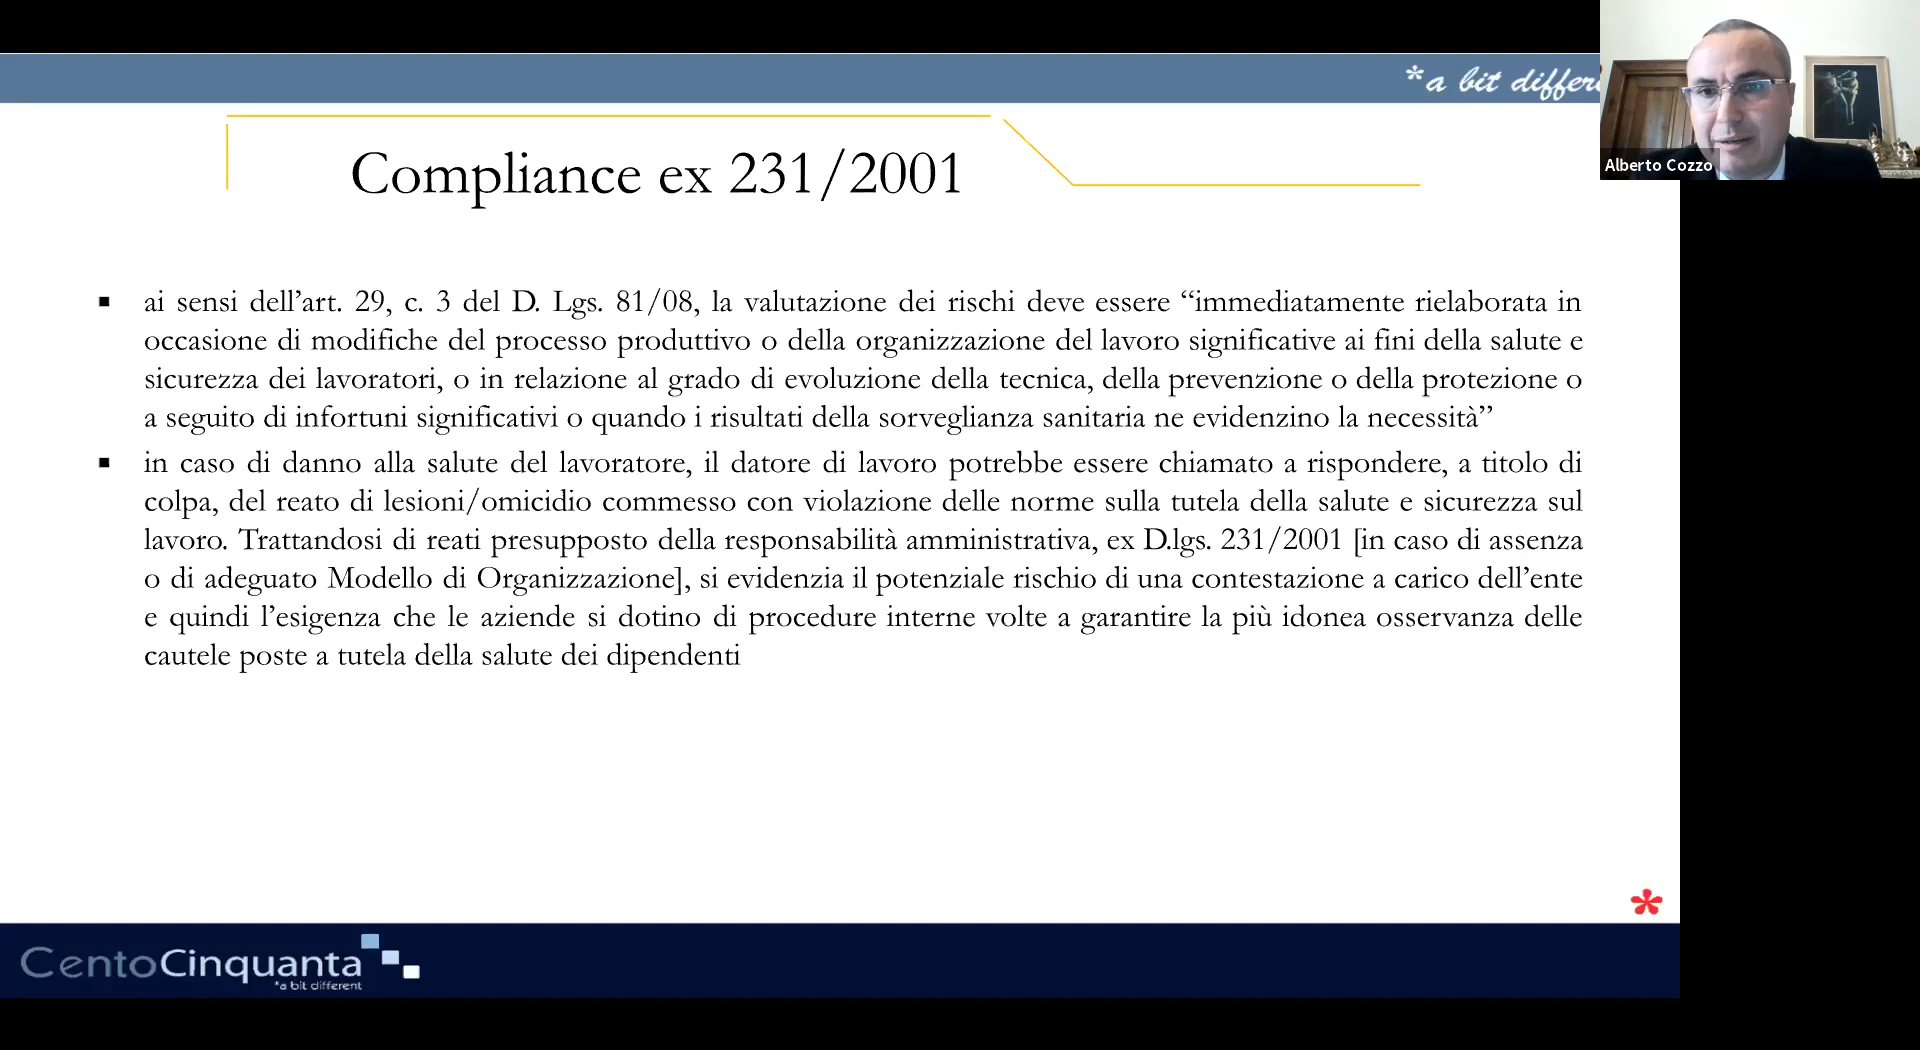 *a bit differ
Alberto Cozzo
Compliance ex 231/2001
▪ ai sensi dell’art. 29, c. 3 del D. Lgs. 81/08, la valutazione dei rischi deve essere “immediatamente rielaborata in
occasione di modifiche del processo produttivo o della organizzazione del lavoro significative ai fini della salute e
sicurezza dei lavoratori, o in relazione al grado di evoluzione della tecnica, della prevenzione o della protezione o
a seguito di infortuni significativi o quando i risultati della sorveglianza sanitaria ne evidenzino la necessità”
▪ in caso di danno alla salute del lavoratore, il datore di lavoro potrebbe essere chiamato a rispondere, a titolo di
colpa, del reato di lesioni/omicidio commesso con violazione delle norme sulla tutela della salute e sicurezza sul
lavoro. Trattandosi di reati presupposto della responsabilità amministrativa, ex D.lgs. 231/2001 [in caso di assenza
o di adeguato Modello di Organizzazione], si evidenzia il potenziale rischio di una contestazione a carico dell’ente
e quindi l’esigenza che le aziende si dotino di procedure interne volte a garantire la più idonea osservanza delle
cautele poste a tutela della salute dei dipendenti
*
CentoCinquanta
*a bit different